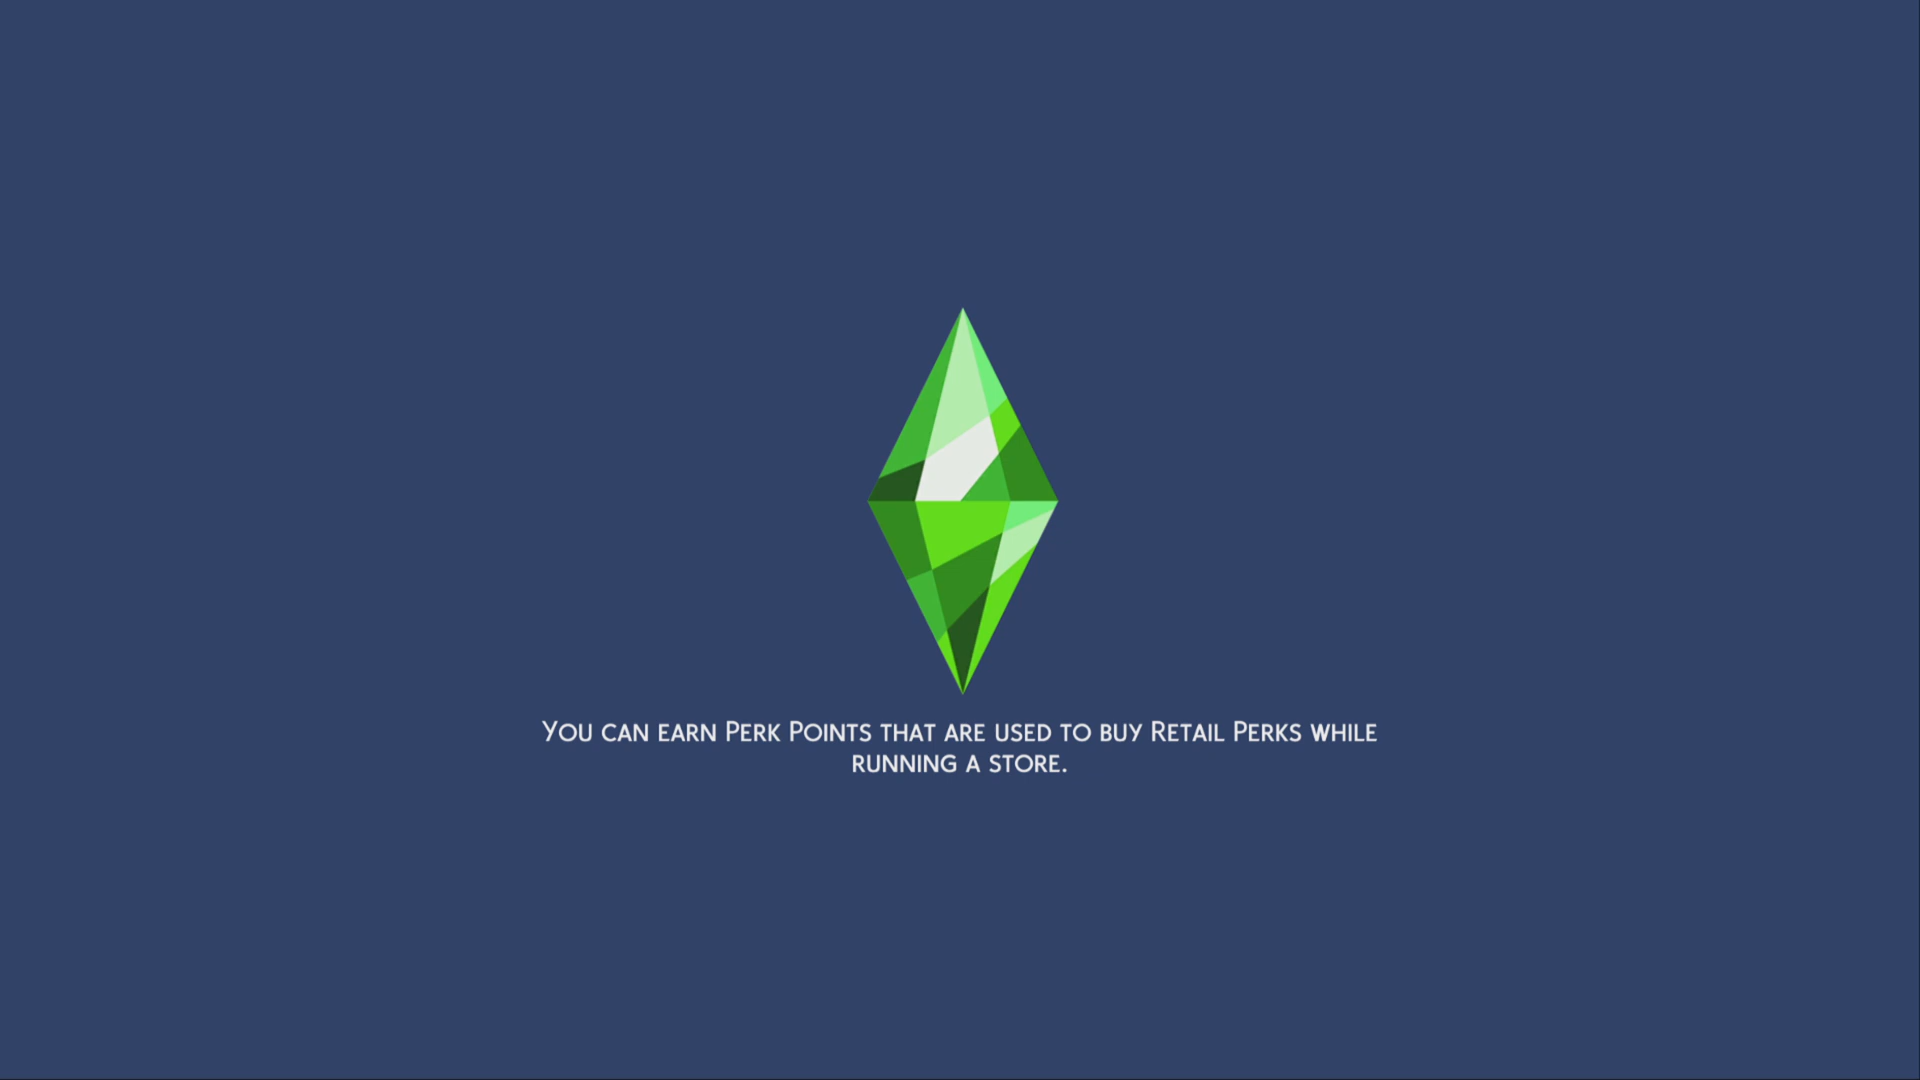 You can earn Perk Points that are used to buy Retail Perks while
running a store.